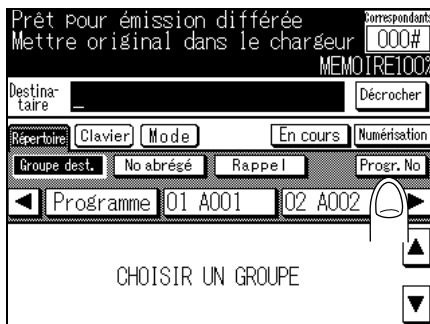 Prêt pour émission différée
Correspondants
Mettre original dans le chargeur 000#
MEMOIRE100%
Destina-
taire _ Décrocher
Répertoire Clavier Mode En cours Numérisation
Groupe dest. No abrégé Rappel Progr. No
Programme 01 A001 02 A002
CHOISIR UN GROUPE